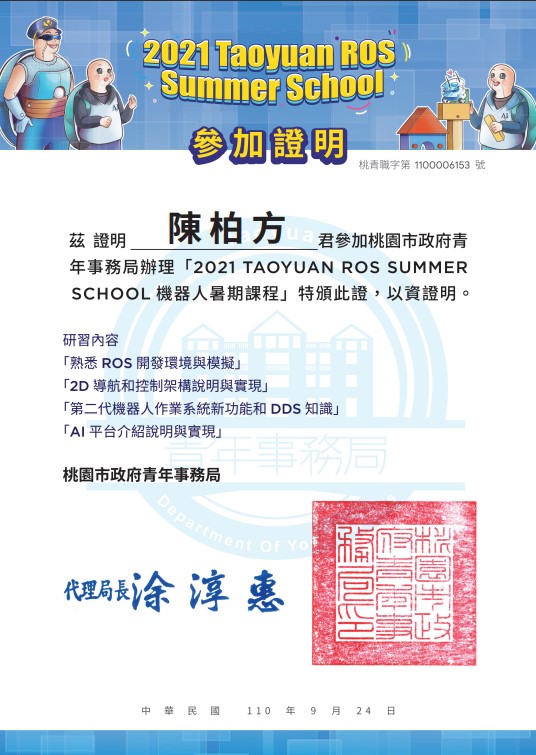 2021 Taoyuan ROS
Summer School
參加證明
桃青職字第 1100006153 號
茲 證明 陳柏方 君參加桃園市政府青
年事務局辦理「2021 TAOYUAN ROS SUMMER
SCHOOL 機器人暑期課程」特頒此證，以資證明。
研習內容
「熟悉 ROS 開發環境與模擬」
「2D 導航和控制架構說明與實現」
「第二代機器人作業系統新功能和 DDS 知識」
「AI 平台介紹說明與實現」
青年事務局
桃園市政府青年事務局
Department Of Yo
代理局長 涂淳惠
桃園市政府青年事務局印
中華民國 110 年 9 月 24 日